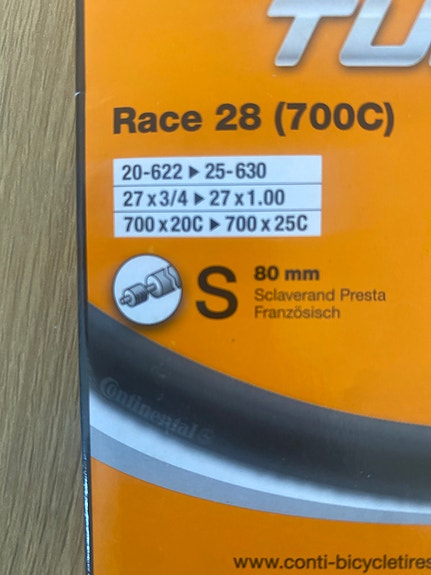 TU
Race 28 (700C)
20-622 ▸ 25-630
27 x 3/4 ▸ 27 x 1.00
700 x 20C ▸ 700 x 25C
S
80 mm
Sclaverand Presta
Französisch
Continental
www.conti-bicycletires